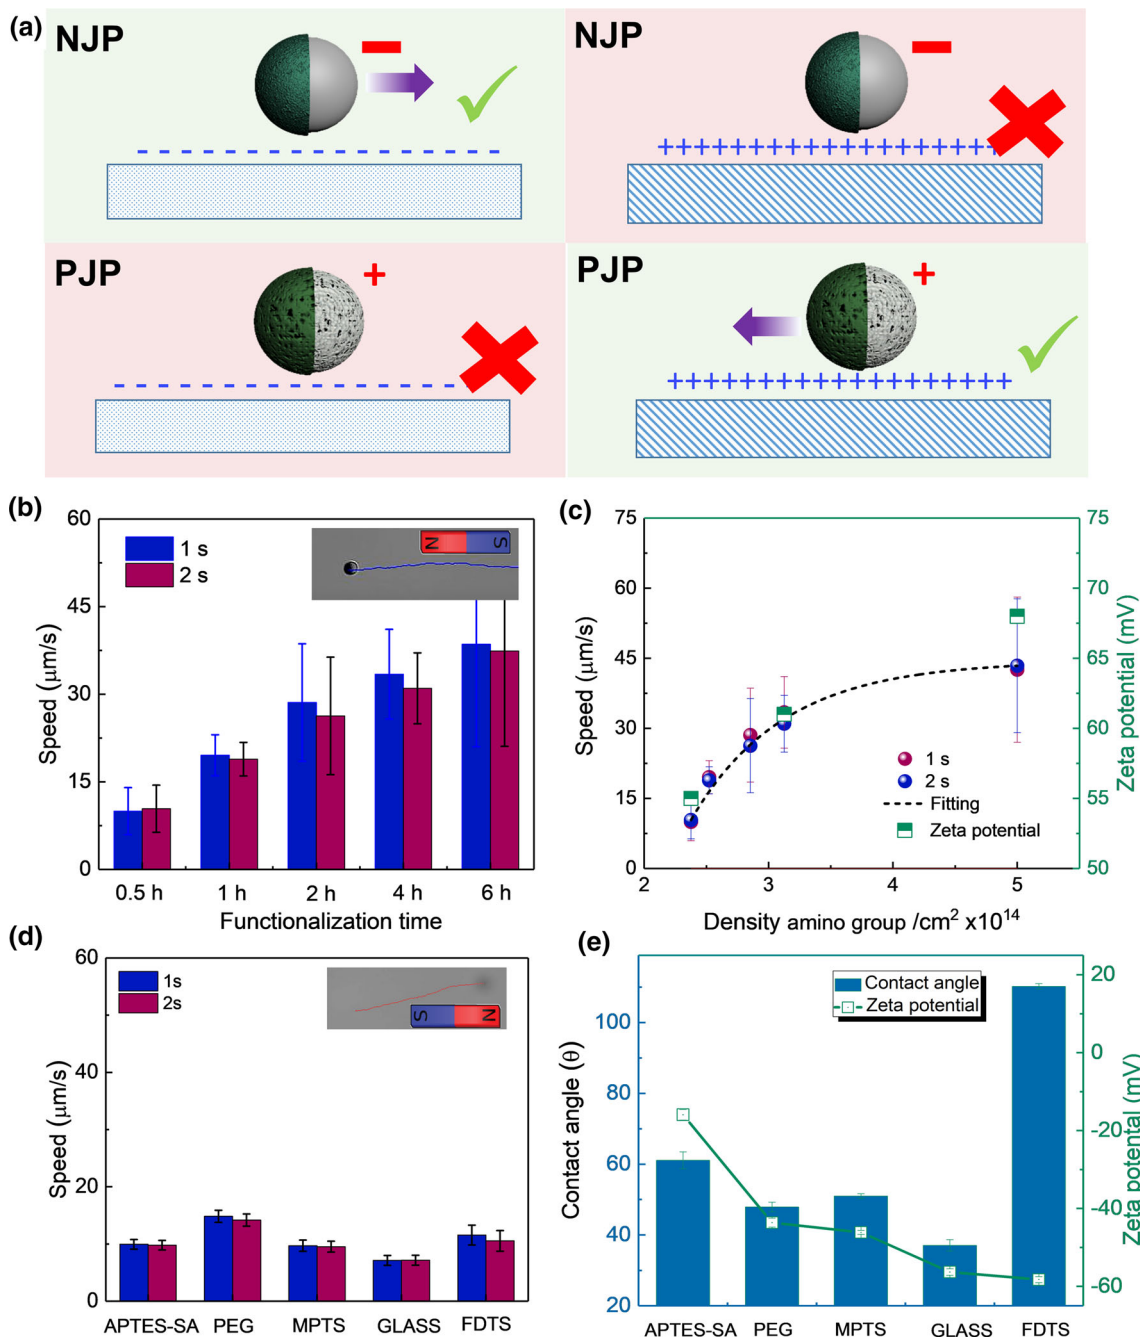 (a)
NJP
NJP
PJP
+
PJP
+
(b)
60
45
30
15
0
Speed (μm/s)
1 s
2 s
N S
0.5 h 1 h 2 h 4 h 6 h
Functionalization time
(c)
75
60
45
30
15
0
Speed (μm/s)
75
70
65
60
55
50
Zeta potential (mV)
1 s
2 s
Fitting
Zeta potential
2 3 4 5
Density amino group /cm² x10¹⁴
(d)
60
40
20
0
Speed (μm/s)
1s
2s
S N
APTES-SA PEG MPTS GLASS FDTS
(e)
100
80
60
40
20
Contact angle (θ)
20
0
-20
-40
-60
Zeta potential (mV)
Contact angle
Zeta potential
APTES-SA PEG MPTS GLASS FDTS